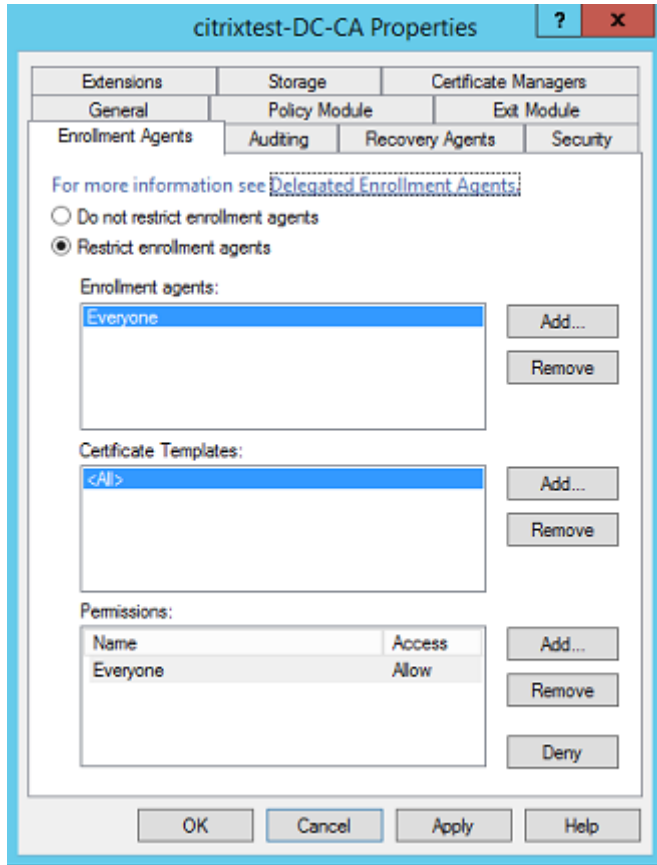 citrixtest-DC-CA Properties
? x
Extensions Storage Certificate Managers
General Policy Module Exit Module
Enrollment Agents Auditing Recovery Agents Security
For more information see Delegated Enrollment Agents.
Do not restrict enrollment agents
Restrict enrollment agents
Enrollment agents:
Everyone
Add...
Remove
Certificate Templates:
<All>
Add...
Remove
Permissions:
Name Access
Everyone Allow
Add...
Remove
Deny
OK Cancel Apply Help